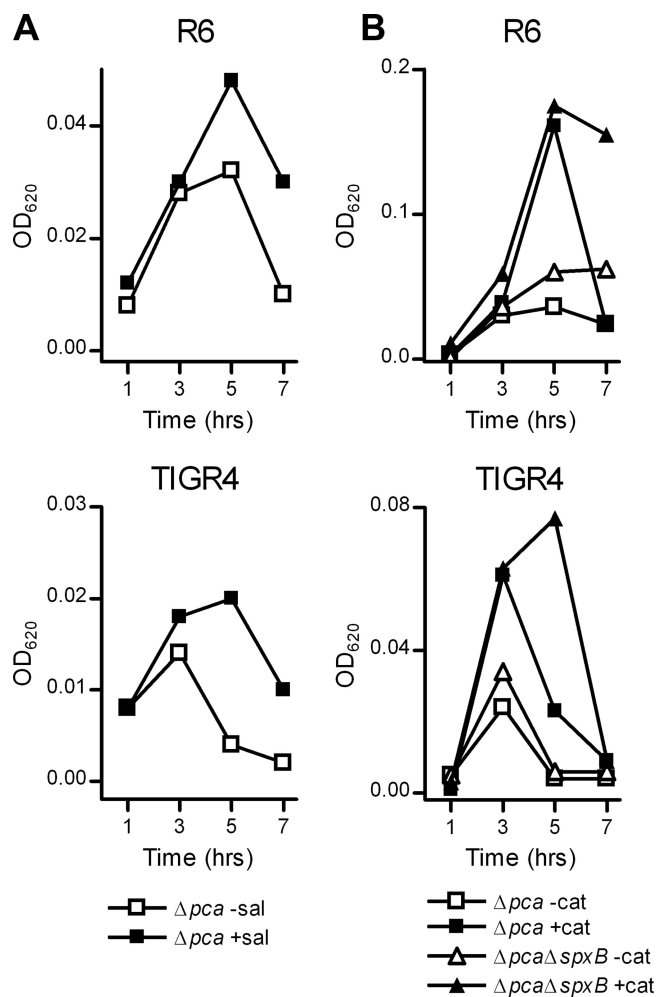 A
B
R6
R6
0.04
0.02
0.00
OD620
1 3 5 7
Time (hrs)
0.2
0.1
0.0
OD620
1 3 5 7
Time (hrs)
TIGR4
TIGR4
0.03
0.02
0.01
0.00
OD620
1 3 5 7
Time (hrs)
0.08
0.04
0.00
OD620
1 3 5 7
Time (hrs)
Δpca -sal
Δpca +sal
Δpca -cat
Δpca +cat
ΔpcaΔspxB -cat
ΔpcaΔspxB +cat